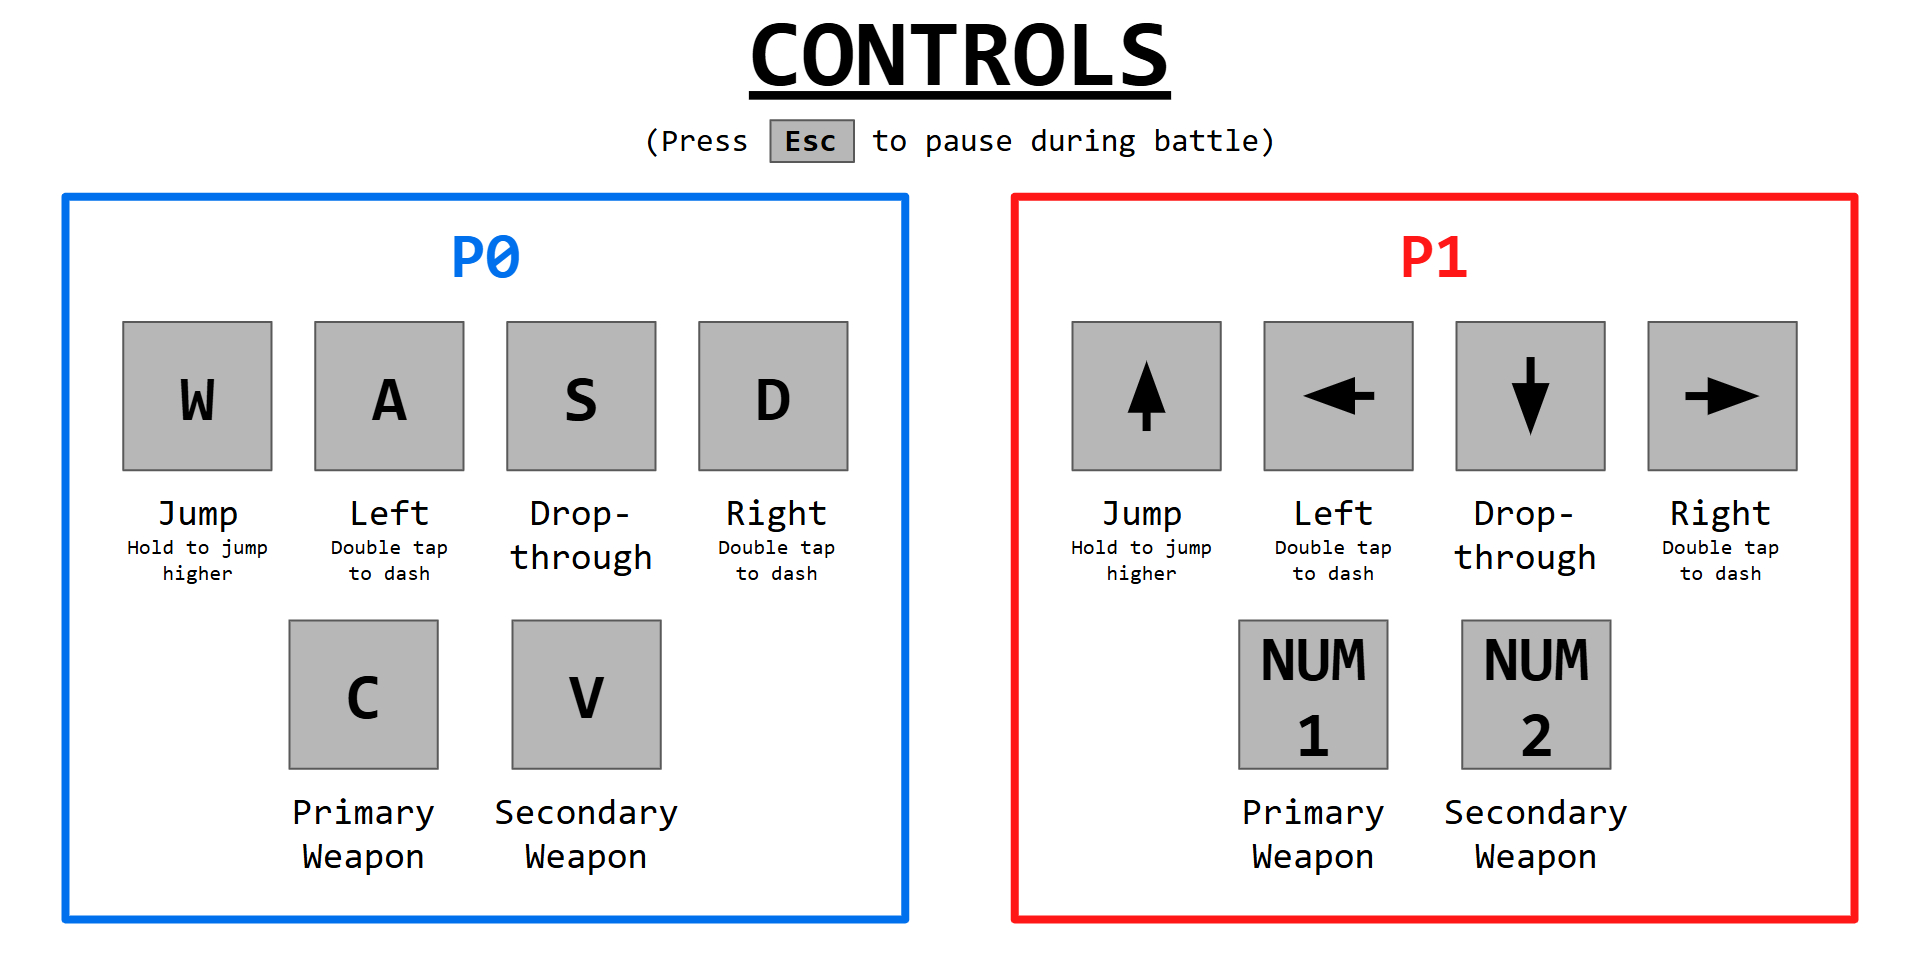 CONTROLS
(Press Esc to pause during battle)
P0
W A S D
Jump
Hold to jump
higher
Left
Double tap
to dash
Drop-
through
Right
Double tap
to dash
C V
Primary
Weapon
Secondary
Weapon
P1
Jump
Hold to jump
higher
Left
Double tap
to dash
Drop-
through
Right
Double tap
to dash
NUM
1
NUM
2
Primary
Weapon
Secondary
Weapon